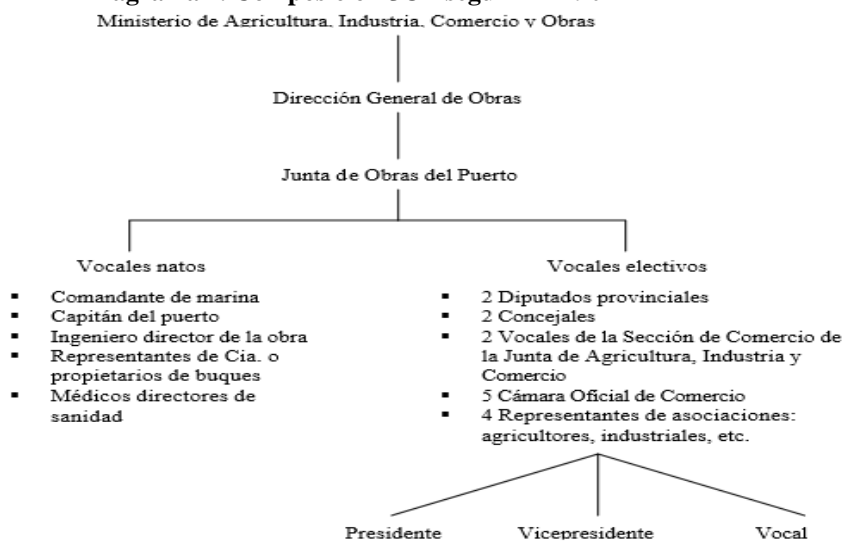 Ministerio de Agricultura, Industria, Comercio y Obras
Dirección General de Obras
Junta de Obras del Puerto
Vocales natos
▪ Comandante de marina
▪ Capitán del puerto
▪ Ingeniero director de la obra
▪ Representantes de Cia. o
propietarios de buques
▪ Médicos directores de
sanidad
Vocales electivos
▪ 2 Diputados provinciales
▪ 2 Concejales
▪ 2 Vocales de la Sección de Comercio de
la Junta de Agricultura, Industria y
Comercio
▪ 5 Cámara Oficial de Comercio
▪ 4 Representantes de asociaciones:
agricultores, industriales, etc.
Presidente
Vicepresidente
Vocal